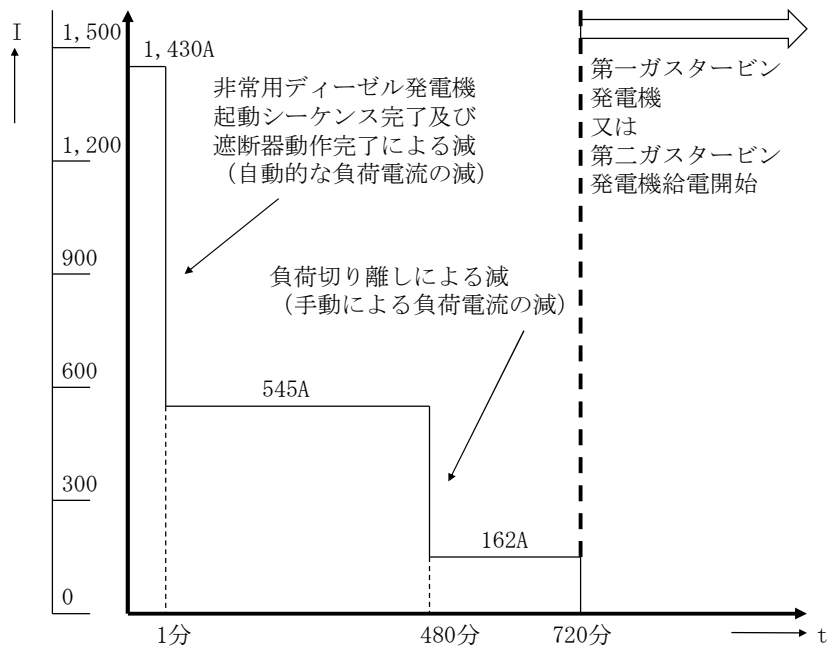 I
1,500
1,200
900
600
300
0
1,430A
非常用ディーゼル発電機
起動シーケンス完了及び
遮断器動作完了による減
（自動的な負荷電流の減）
負荷切り離しによる減
（手動による負荷電流の減）
第一ガスタービン
発電機
又は
第二ガスタービン
発電機給電開始
545A
162A
1分
480分
720分
t